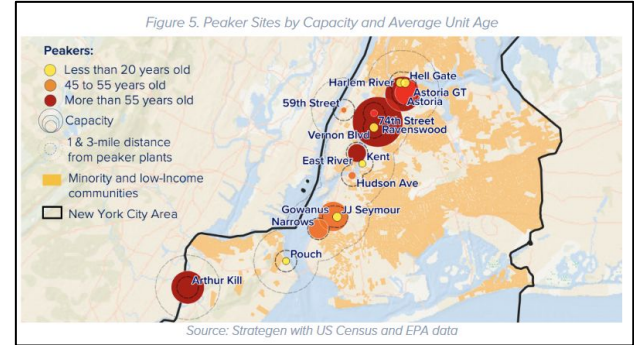 Figure 5. Peaker Sites by Capacity and Average Unit Age
Peakers:
Less than 20 years old
45 to 55 years old
More than 55 years old
Capacity
1 & 3-mile distance
from peaker plants
Minority and low-Income
communities
New York City Area
Harlem River
Hell Gate
Astoria GT
Astoria
59th Street
74th Street
Ravenswood
Vernon Blvd
Kent
East River
Hudson Ave
Gowanus
JJ Seymour
Narrows
Pouch
Arthur Kill
Source: Strategen with US Census and EPA data